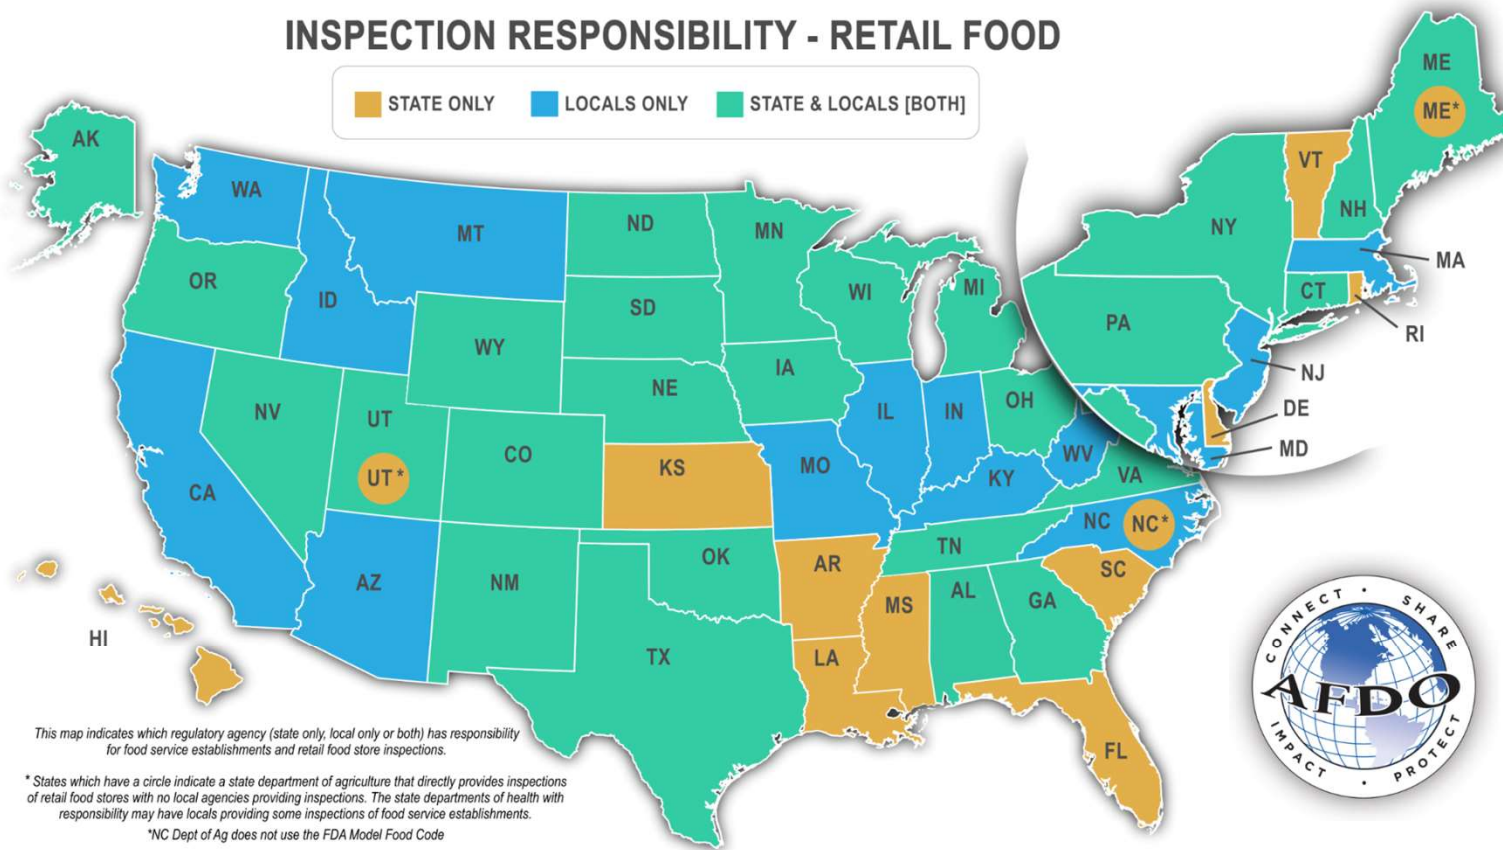 INSPECTION RESPONSIBILITY - RETAIL FOOD
STATE ONLY
LOCALS ONLY
STATE & LOCALS [BOTH]
AK
WA
MT
ND
MN
OR
ID
SD
WI
MI
WY
NE
IA
NV
UT
UT*
CO
KS
IL
IN
OH
MO
KY
WV
VA
CA
AZ
NM
OK
TX
AR
TN
NC
NC*
SC
MS
AL
GA
LA
FL
HI
ME
ME*
VT
NH
NY
MA
CT
RI
PA
NJ
DE
MD
This map indicates which regulatory agency (state only, local only or both) has responsibility
for food service establishments and retail food store inspections.
* States which have a circle indicate a state department of agriculture that directly provides inspections
of retail food stores with no local agencies providing inspections. The state departments of health with
responsibility may have locals providing some inspections of food service establishments.
*NC Dept of Ag does not use the FDA Model Food Code
CONNECT • SHARE
AFDO
IMPACT • PROTECT